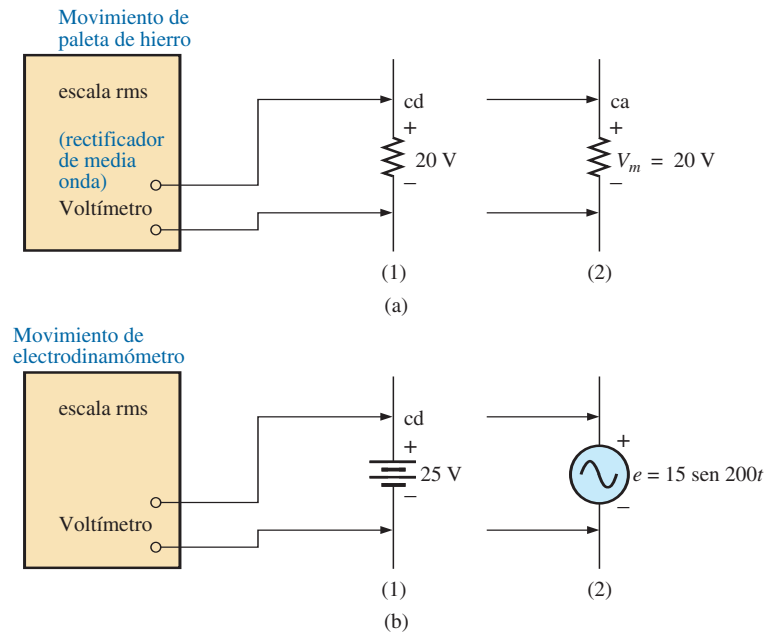 Movimiento de
paleta de hierro
escala rms
(rectificador
de media
onda)
Voltímetro
cd
+
20 V
–
(1)
ca
+
V_m = 20 V
–
(2)
(a)
Movimiento de
electrodinamómetro
escala rms
Voltímetro
cd
+
25 V
–
(1)
+
e = 15 sen 200t
–
(2)
(b)